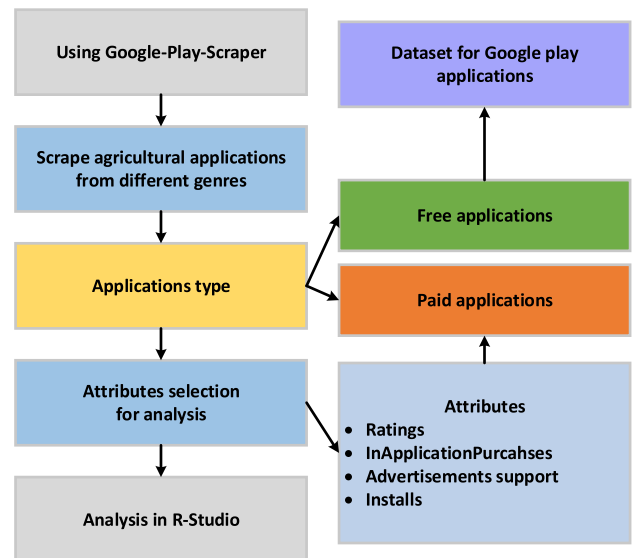 Using Google-Play-Scraper
Scrape agricultural applications
from different genres
Applications type
Attributes selection
for analysis
Analysis in R-Studio
Dataset for Google play
applications
Free applications
Paid applications
Attributes
• Ratings
• InApplicationPurcahses
• Advertisements support
• Installs